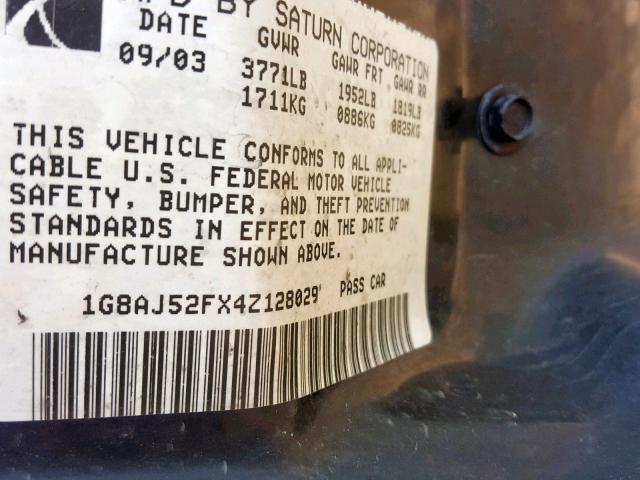 BY SATURN CORPORATION
DATE GVWR GAWR FRT GAWR RR
09/03 3771LB 1952LB 1819LB
1711KG 0886KG 0825KG
THIS VEHICLE CONFORMS TO ALL APPLI-
CABLE U.S. FEDERAL MOTOR VEHICLE
SAFETY, BUMPER, AND THEFT PREVENTION
STANDARDS IN EFFECT ON THE DATE OF
MANUFACTURE SHOWN ABOVE.
1G8AJ52FX4Z128029 PASS CAR